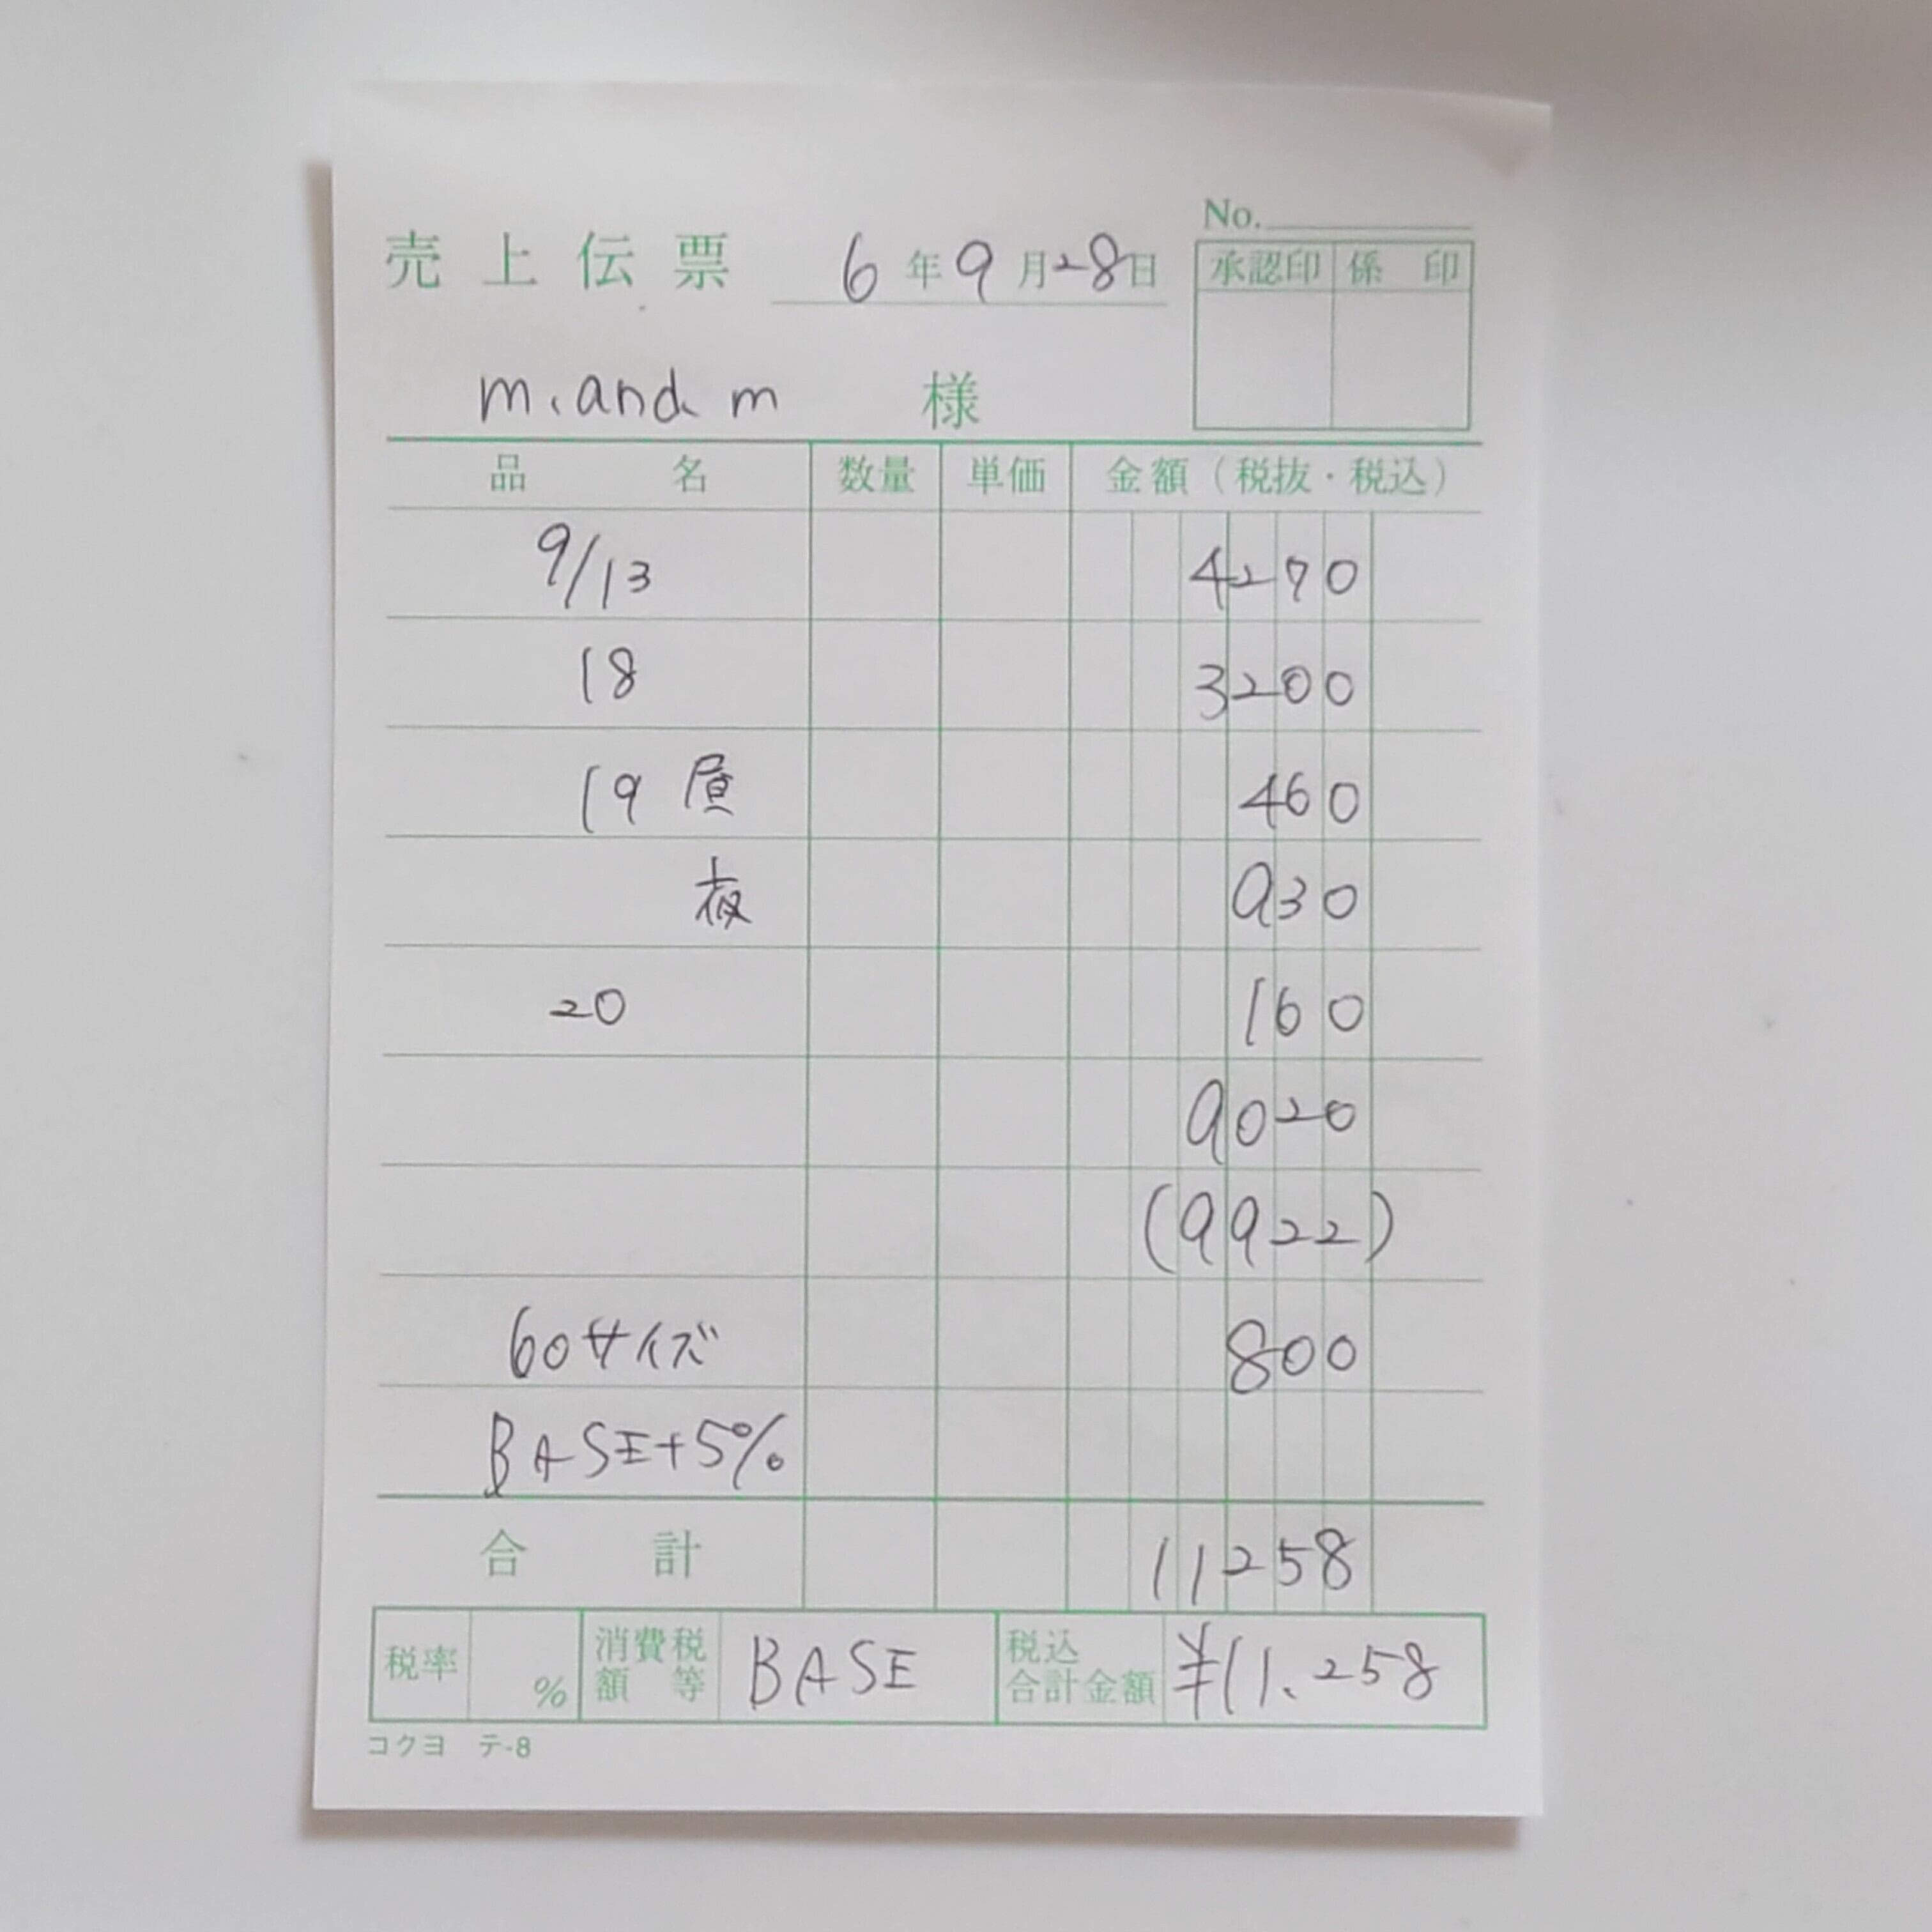 No.
売上伝票 6年9月28日
承認印 係印
m.and.m 様
品名 数量 単価 金額（税抜・税込）
9/13 4270
18 3200
19 昼 460
夜 930
20 160
9020
(9922)
60サイズ 800
BASE+5%
合計 11258
税率 % 消費税額等 BASE 税込合計金額 ¥11.258
コクヨ テ-8